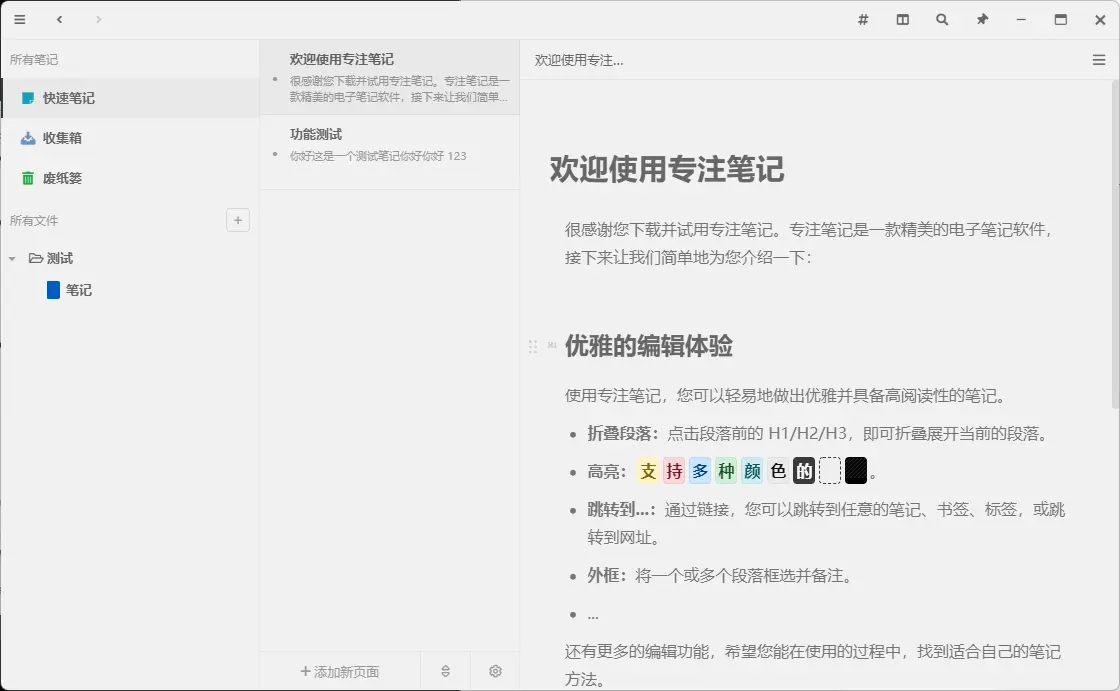 所有笔记
快速笔记
收集箱
废纸篓
所有文件
测试
笔记
欢迎使用专注笔记
很感谢您下载并试用专注笔记。专注笔记是一
款精美的电子笔记软件，接下来让我们简单...
功能测试
你好这是一个测试笔记你好你好 123
添加新页面
欢迎使用专注...
欢迎使用专注笔记
很感谢您下载并试用专注笔记。专注笔记是一款精美的电子笔记软件，
接下来让我们简单地为您介绍一下：
H1 优雅的编辑体验
使用专注笔记，您可以轻易地做出优雅并具备高阅读性的笔记。
• 折叠段落：点击段落前的 H1/H2/H3，即可折叠展开当前的段落。
• 高亮：支持多种颜色的 。
• 跳转到...：通过链接，您可以跳转到任意的笔记、书签、标签，或跳
转到网址。
• 外框：将一个或多个段落框选并备注。
• ...
还有更多的编辑功能，希望您能在使用的过程中，找到适合自己的笔记
方法。